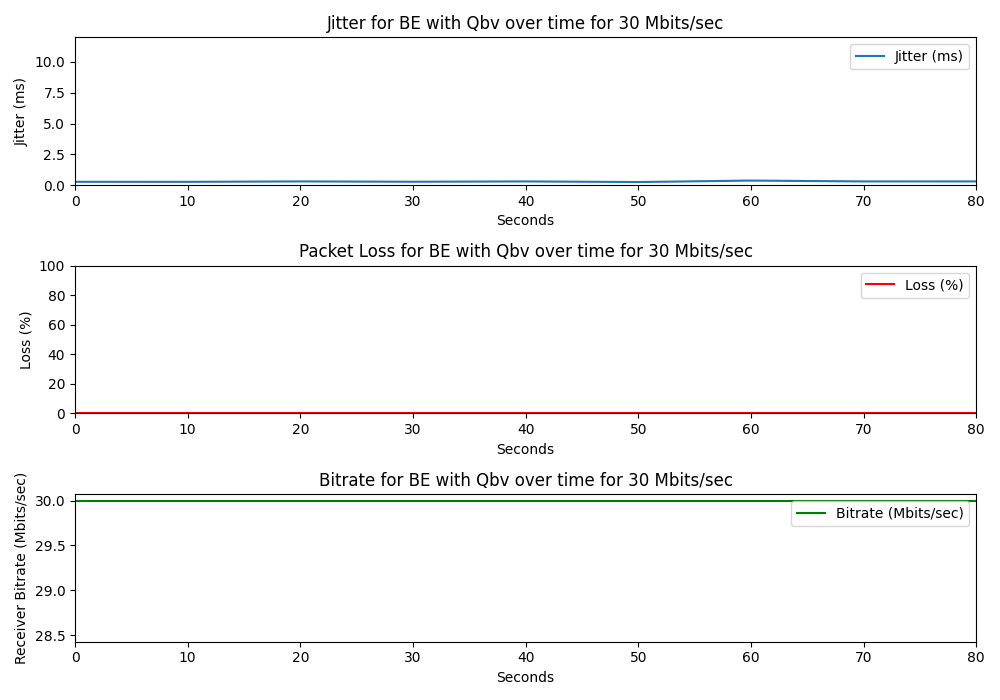 Jitter for BE with Qbv over time for 30 Mbits/sec
Jitter (ms)
10.0
7.5
5.0
2.5
0.0
Jitter (ms)
0 10 20 30 40 50 60 70 80
Seconds
Packet Loss for BE with Qbv over time for 30 Mbits/sec
Loss (%)
100
80
60
40
20
0
Loss (%)
0 10 20 30 40 50 60 70 80
Seconds
Bitrate for BE with Qbv over time for 30 Mbits/sec
Receiver Bitrate (Mbits/sec)
30.0
29.5
29.0
28.5
Bitrate (Mbits/sec)
0 10 20 30 40 50 60 70 80
Seconds